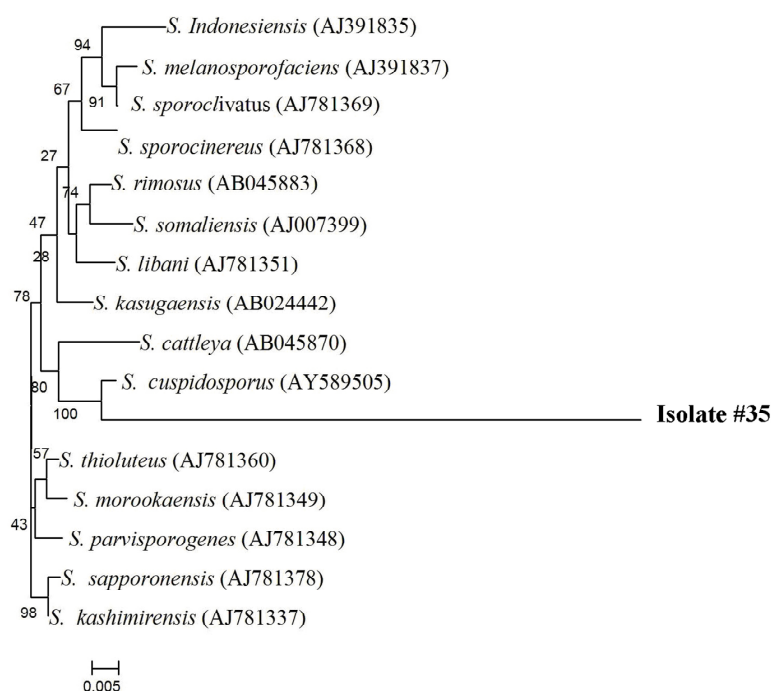 S. Indonesiensis (AJ391835)
94
S. melanosporofaciens (AJ391837)
67
91
S. sporoclivatus (AJ781369)
S. sporocinereus (AJ781368)
27
74
S. rimosus (AB045883)
47
S. somaliensis (AJ007399)
28
S. libani (AJ781351)
78
S. kasugaensis (AB024442)
S. cattleya (AB045870)
80
S. cuspidosporus (AY589505)
100
Isolate #35
57
S. thioluteus (AJ781360)
S. morookaensis (AJ781349)
43
S. parvisporogenes (AJ781348)
S. sapporonensis (AJ781378)
98
S. kashimirensis (AJ781337)
0.005